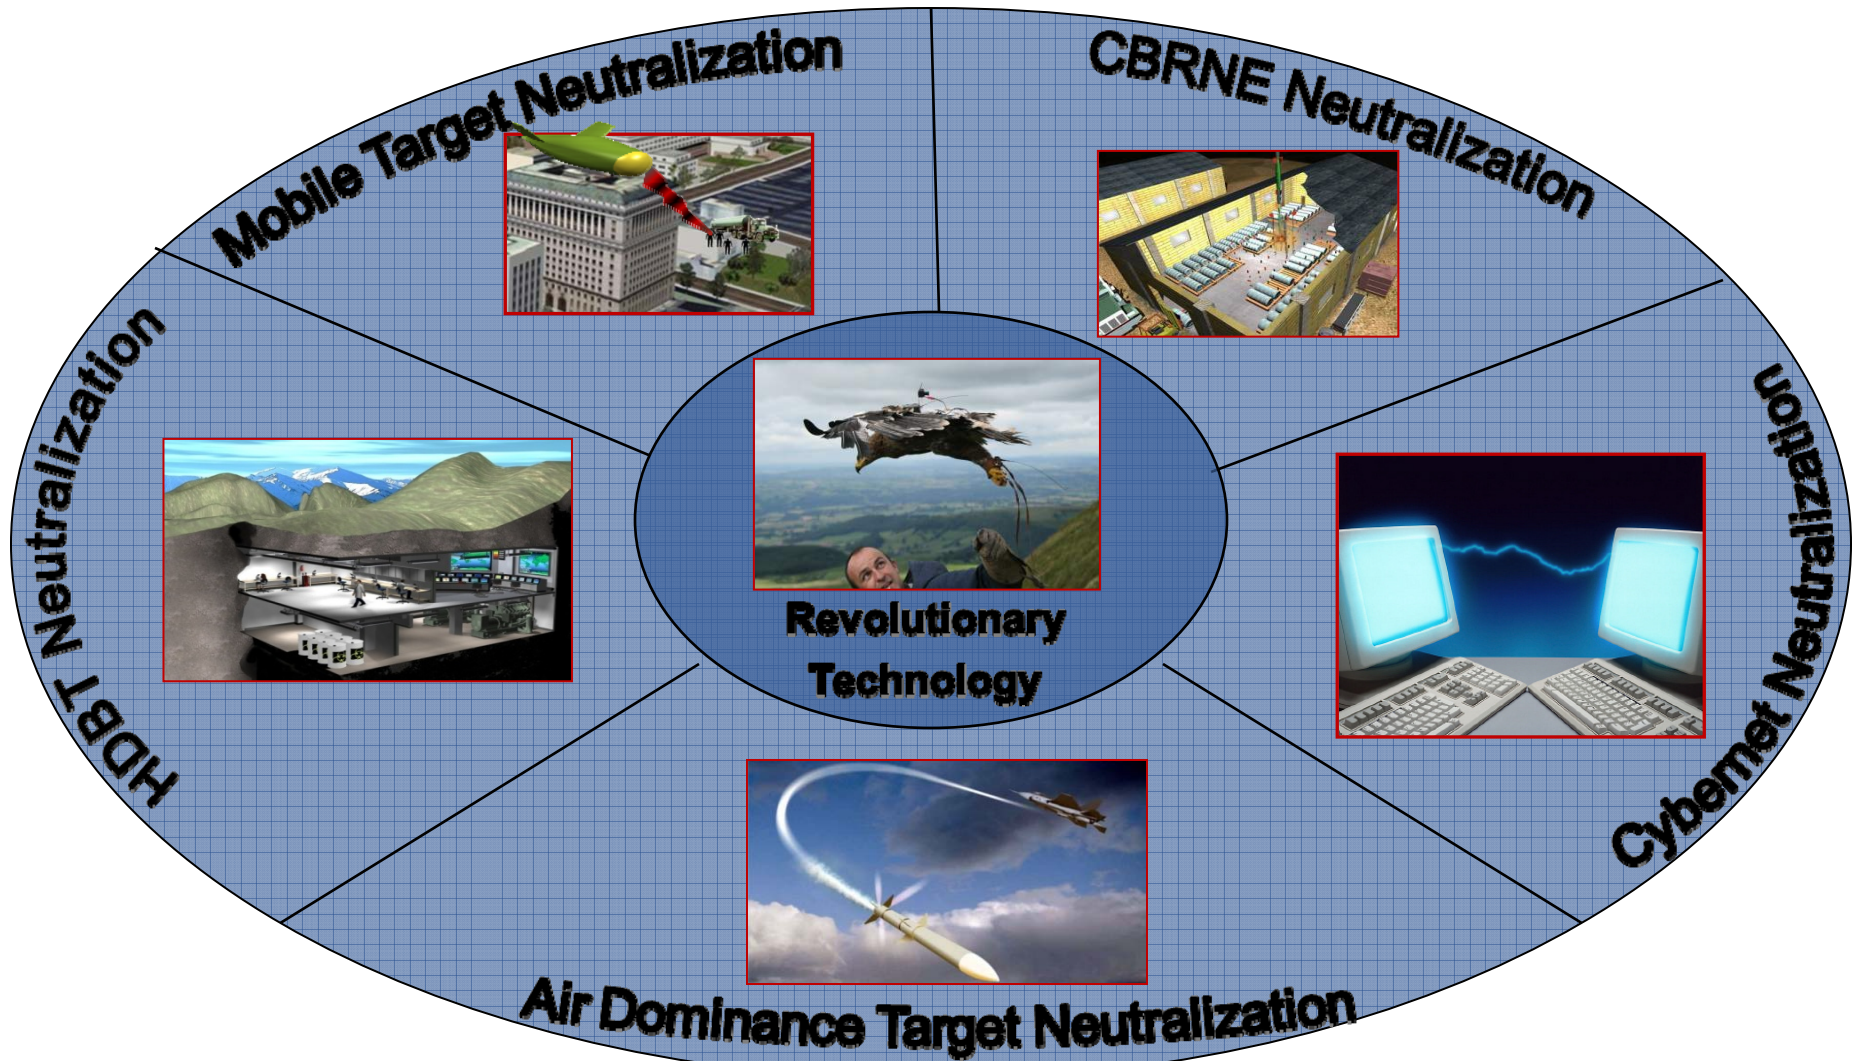 Mobile Target Neutralization
CBRNE Neutralization
HDBT Neutralization
Cybernet Neutralization
Revolutionary
Technology
Air Dominance Target Neutralization